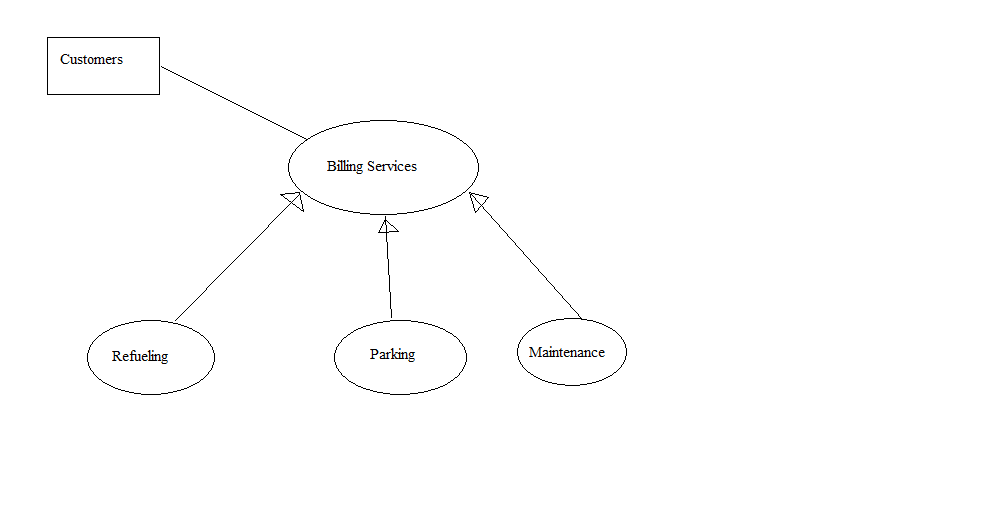 Customers
Billing Services
Refueling
Parking
Maintenance